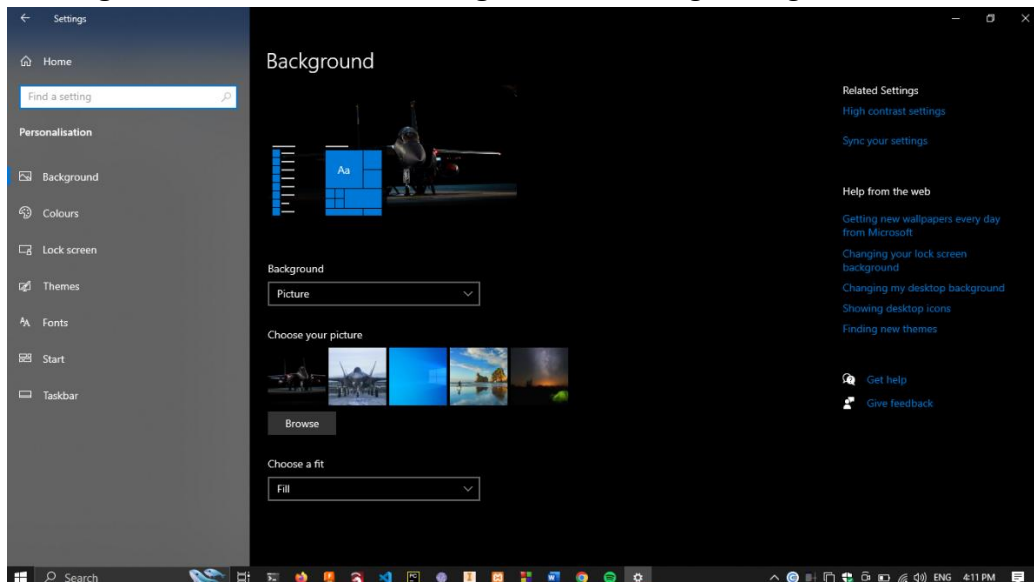 Settings
Home
Find a setting
Personalisation
Background
Colours
Lock screen
Themes
Fonts
Start
Taskbar
Background
Aa
Background
Picture
Choose your picture
Browse
Choose a fit
Fill
Related Settings
High contrast settings
Sync your settings
Help from the web
Getting new wallpapers every day
from Microsoft
Changing your lock screen
background
Changing my desktop background
Showing desktop icons
Finding new themes
Get help
Give feedback
Search
ENG 4:11 PM